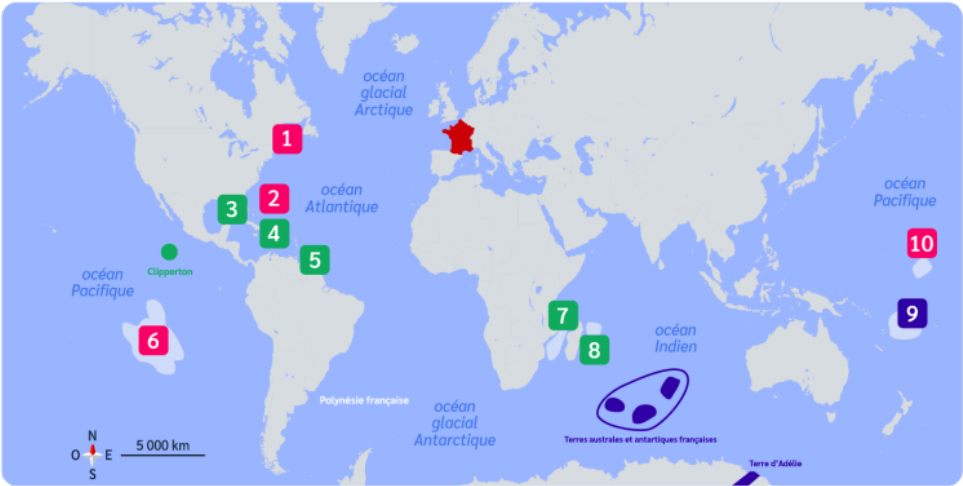 océan
glacial
Arctique
1
océan
Atlantique
2
3
4
5
océan
Pacifique
10
Clipperton
océan
Pacifique
6
7
8
9
océan
Indien
Polynésie française
océan
glacial
Antarctique
Terres australes et antartiques françaises
N
O
E
S
5 000 km
Terre d'Adélie